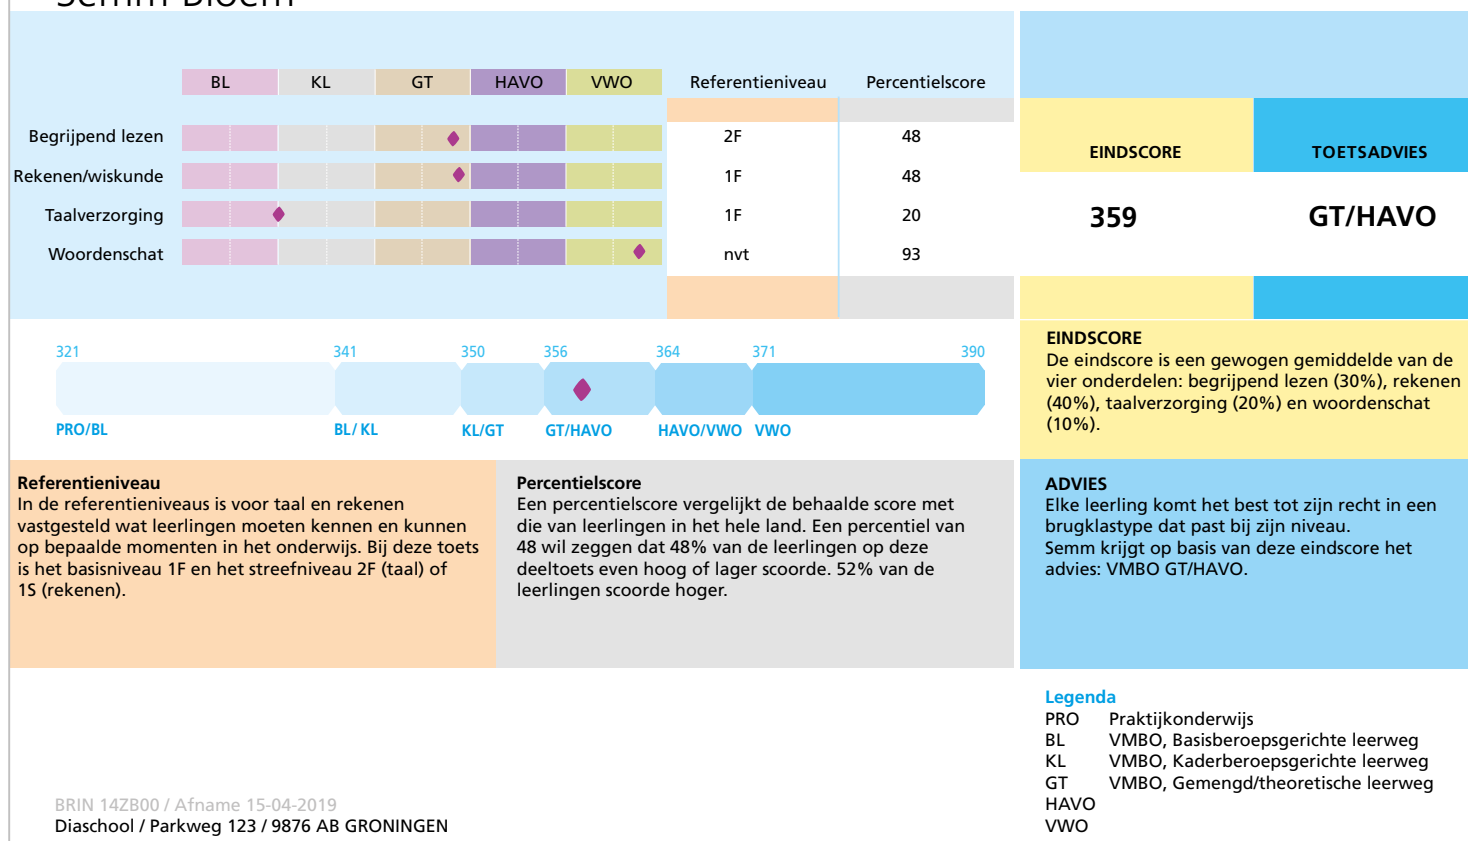 Semm Bloem
BL KL GT HAVO VWO Referentieniveau Percentielscore
Begrijpend lezen 2F 48
Rekenen/wiskunde 1F 48
Taalverzorging 1F 20
Woordenschat nvt 93
EINDSCORE TOETSADVIES
359 GT/HAVO
321 341 350 356 364 371 390
PRO/BL BL/ KL KL/GT GT/HAVO HAVO/VWO VWO
EINDSCORE
De eindscore is een gewogen gemiddelde van de
vier onderdelen: begrijpend lezen (30%), rekenen
(40%), taalverzorging (20%) en woordenschat
(10%).
Referentieniveau
In de referentieniveaus is voor taal en rekenen
vastgesteld wat leerlingen moeten kennen en kunnen
op bepaalde momenten in het onderwijs. Bij deze toets
is het basisniveau 1F en het streefniveau 2F (taal) of
1S (rekenen).
Percentielscore
Een percentielscore vergelijkt de behaalde score met
die van leerlingen in het hele land. Een percentiel van
48 wil zeggen dat 48% van de leerlingen op deze
deeltoets even hoog of lager scoorde. 52% van de
leerlingen scoorde hoger.
ADVIES
Elke leerling komt het best tot zijn recht in een
brugklastype dat past bij zijn niveau.
Semm krijgt op basis van deze eindscore het
advies: VMBO GT/HAVO.
Legenda
PRO Praktijkonderwijs
BL VMBO, Basisberoepsgerichte leerweg
KL VMBO, Kaderberoepsgerichte leerweg
GT VMBO, Gemengd/theoretische leerweg
HAVO
VWO
BRIN 14ZB00 / Afname 15-04-2019
Diaschool / Parkweg 123 / 9876 AB GRONINGEN